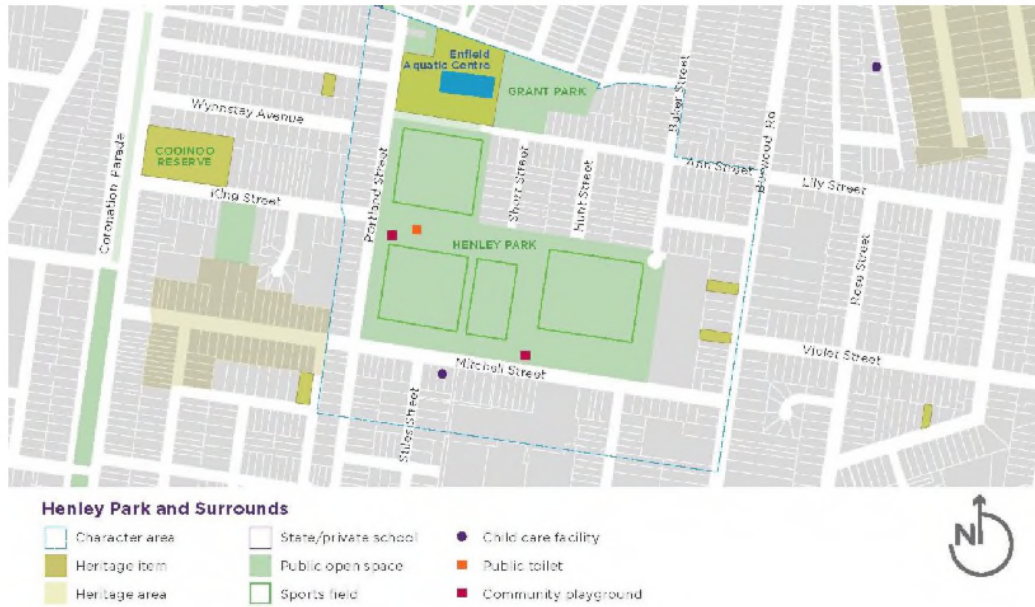 Enfield
Aquatic Centre
GRANT PARK
Baker Street
Wynnstay Avenue
COOINOO
RESERVE
Coronation Parade
King Street
Portland Street
Short Street
Hunt Street
Ann Street
Burwood Rd
Lily Street
HENLEY PARK
Rose Street
Mitchell Street
Violet Street
Stiles Street
Henley Park and Surrounds
Character area
State/private school
Child care facility
Heritage item
Public open space
Public toilet
Heritage area
Sports field
Community playground
N